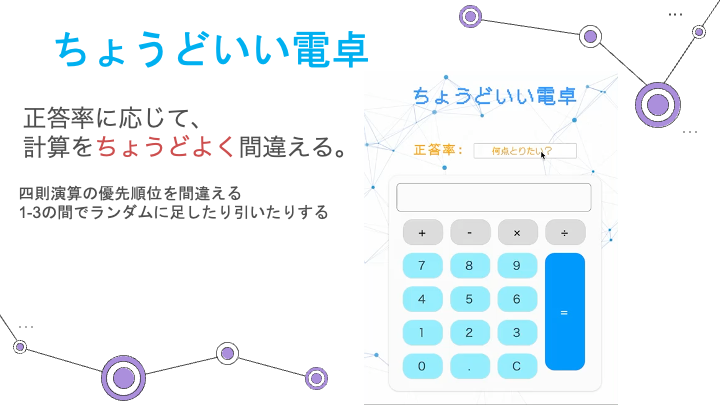 ちょうどいい電卓
正答率に応じて、
計算をちょうどよく間違える。
四則演算の優先順位を間違える
1-3の間でランダムに足したり引いたりする
ちょうどいい電卓
正答率: 何点とりたい?
+ - × ÷
7 8 9
4 5 6 =
1 2 3
0 . C